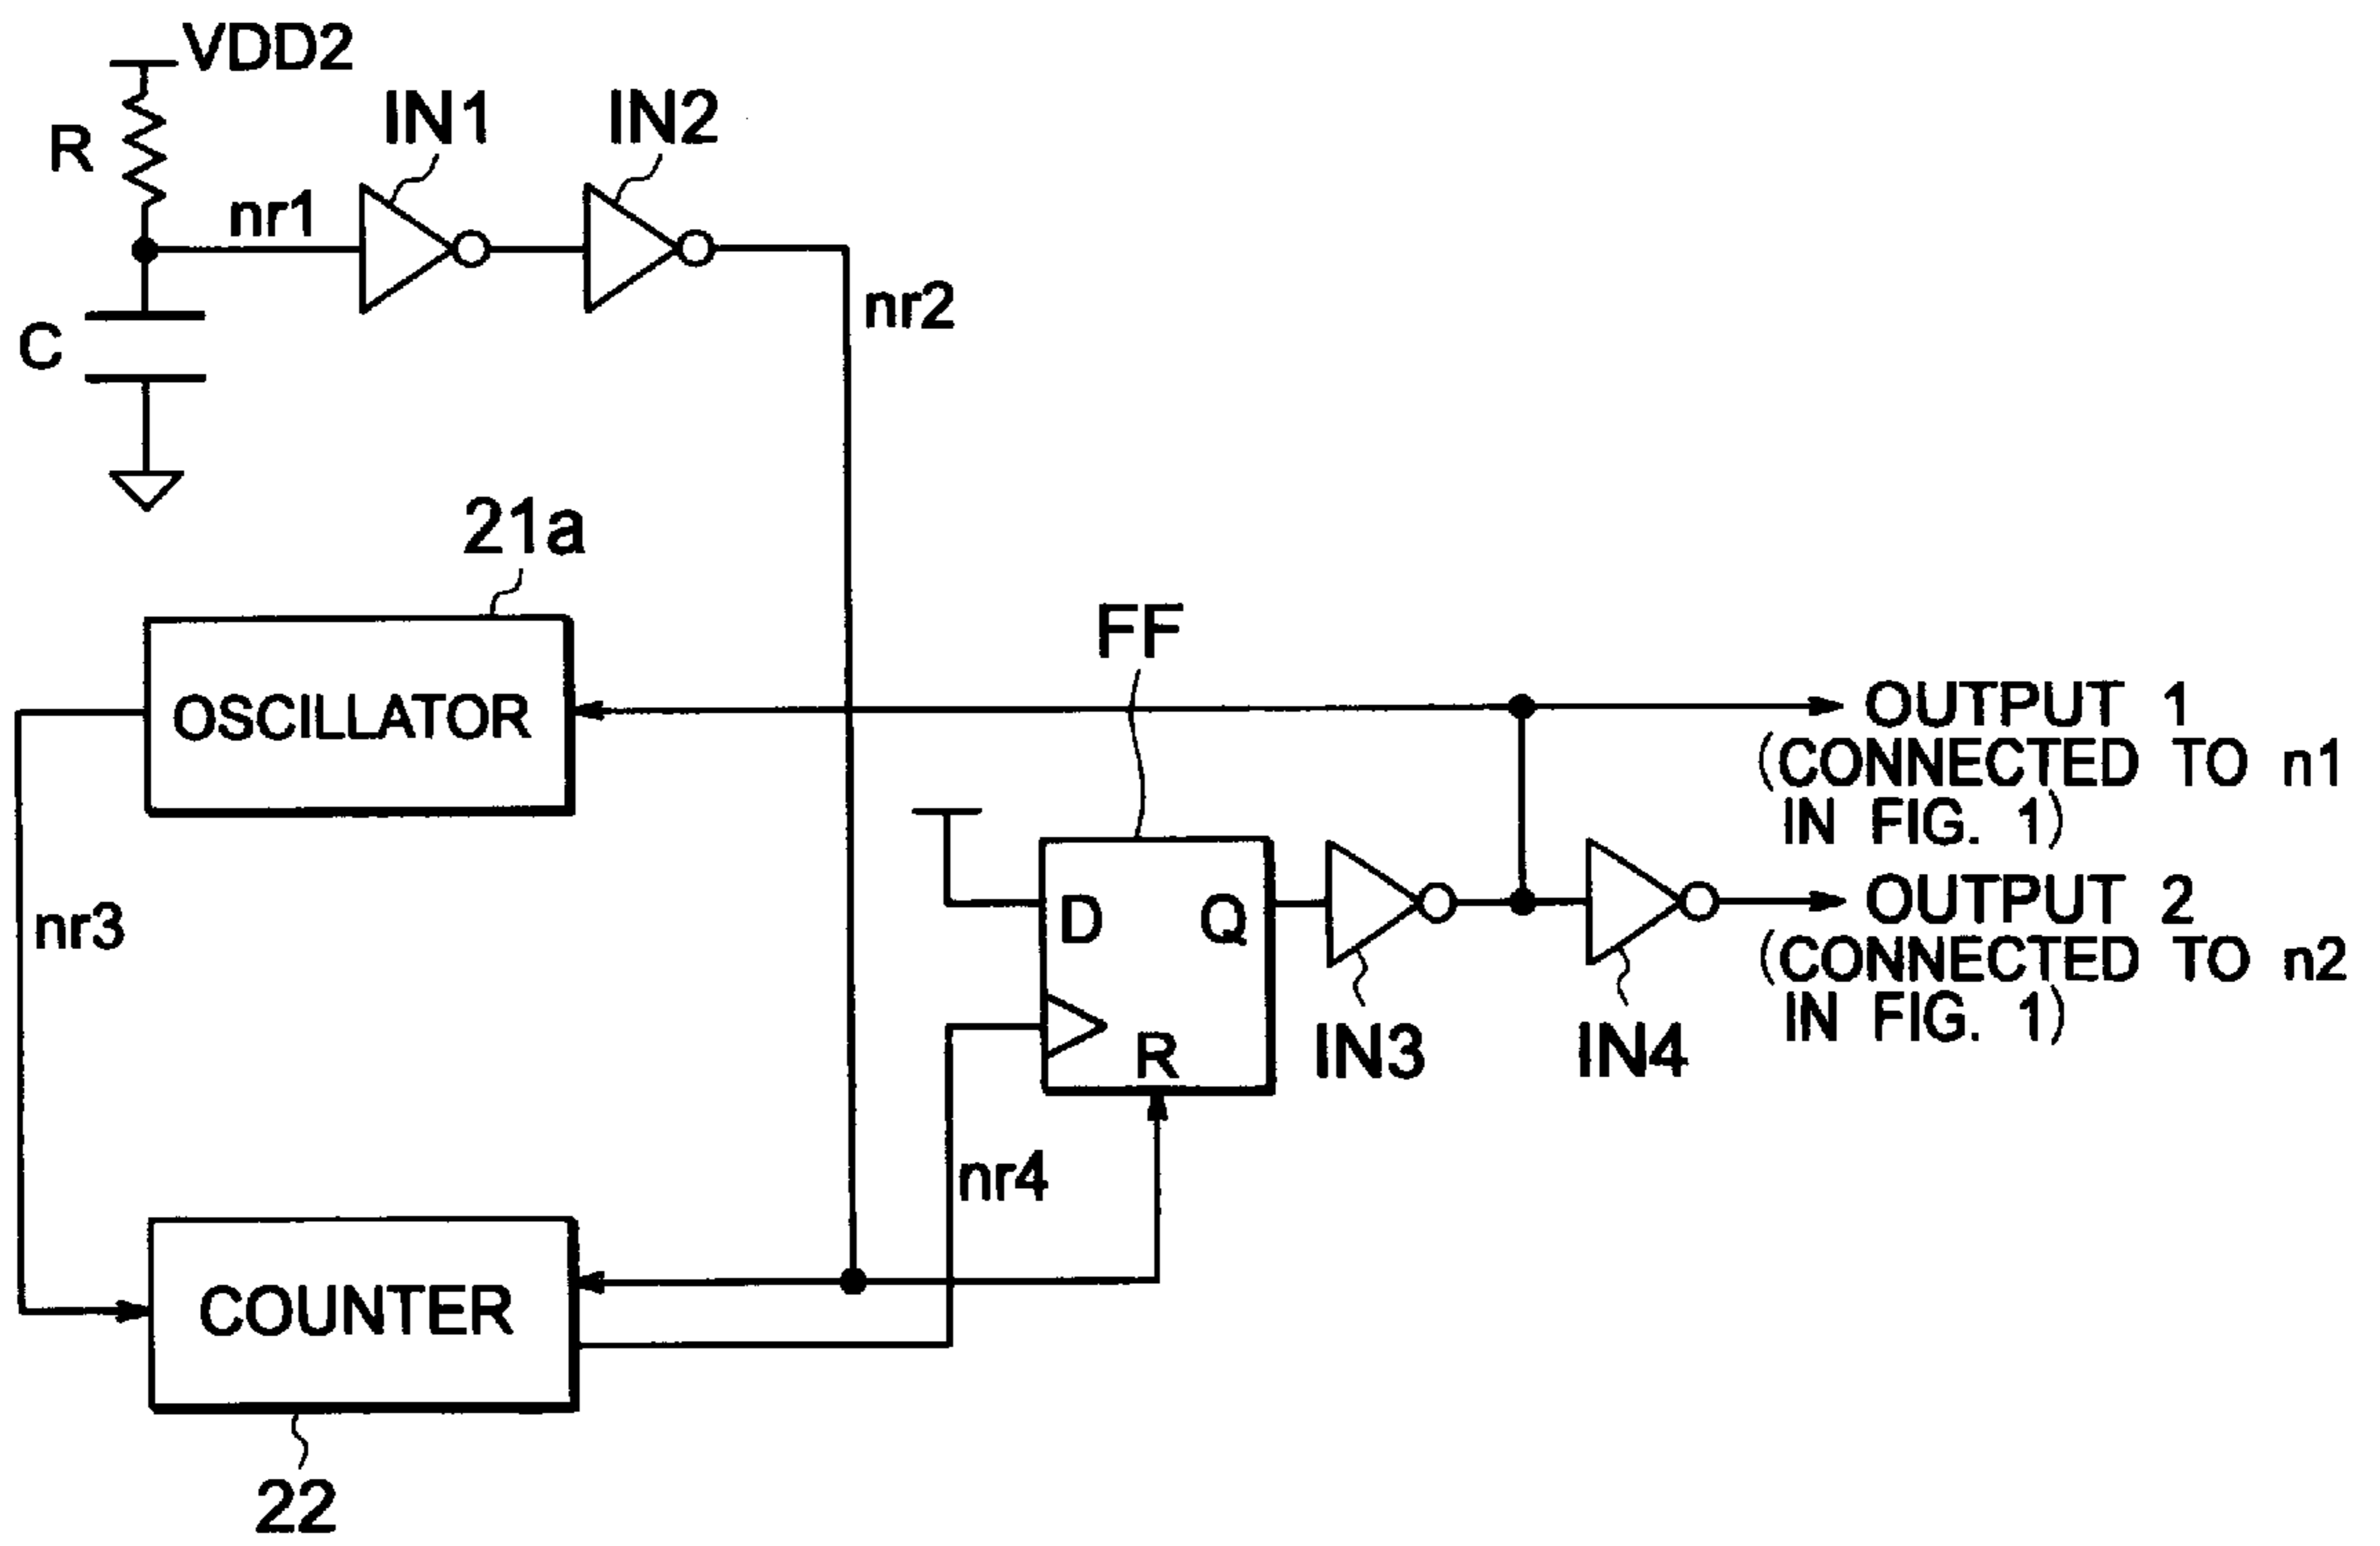 VDD2
R
IN1
IN2
nr1
nr2
C
21a
OSCILLATOR
FF
OUTPUT 1
(CONNECTED TO n1
IN FIG. 1)
nr3
D
Q
R
OUTPUT 2
(CONNECTED TO n2
IN FIG. 1)
IN3
IN4
nr4
COUNTER
22